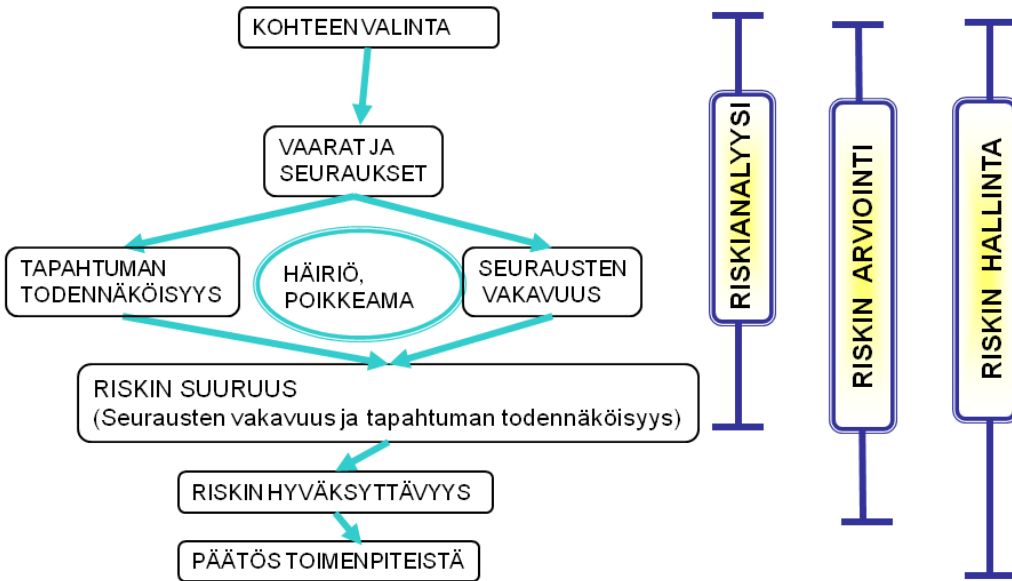 KOHTEEN VALINTA
VAARAT JA
SEURAUKSET
TAPAHTUMAN
TODENNÄKÖISYYS
HÄIRIÖ,
POIKKEAMA
SEURAUSTEN
VAKAVUUS
RISKIN SUURUUS
(Seurausten vakavuus ja tapahtuman todennäköisyys)
RISKIN HYVÄKSYTTÄVYYS
PÄÄTÖS TOIMENPITEISTÄ
RISKIANALYYSI
RISKIN ARVIOINTI
RISKIN HALLINTA